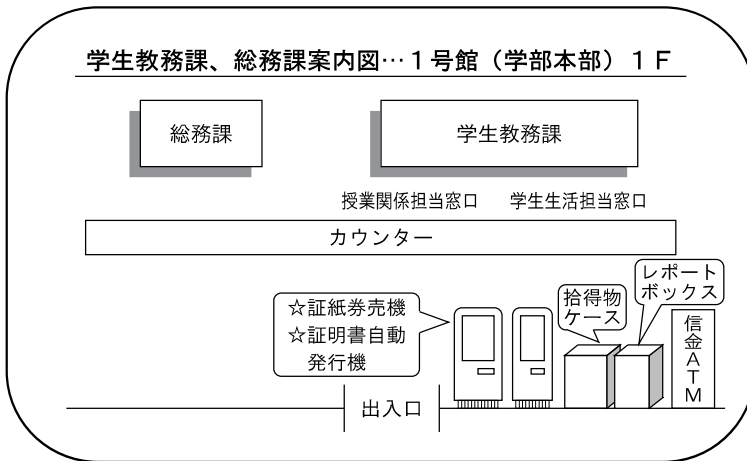 学生教務課、総務課案内図…１号館（学部本部）１Ｆ
総務課
学生教務課
授業関係担当窓口
学生生活担当窓口
カウンター
☆証紙券売機
☆証明書自動
発行機
拾得物
ケース
レポート
ボックス
信金ＡＴＭ
出入口